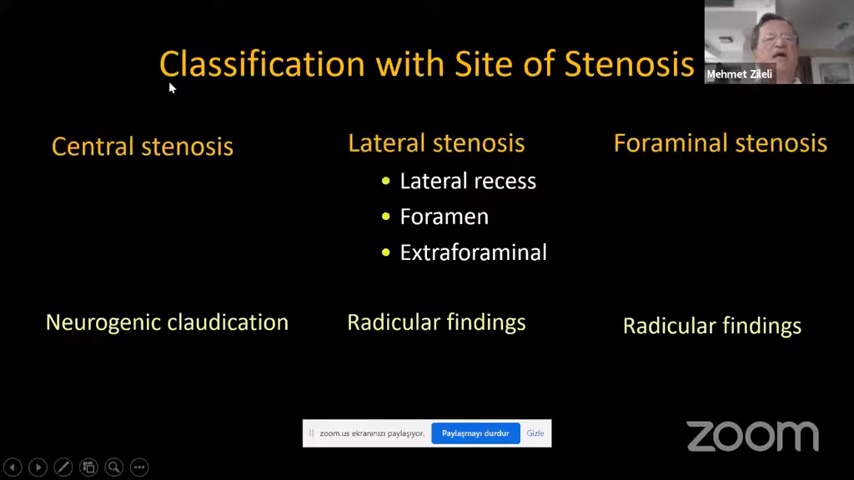 Classification with Site of Stenosis
Mehmet Zileli
Central stenosis
Lateral stenosis
Foraminal stenosis
Lateral recess
Foramen
Extraforaminal
Neurogenic claudication
Radicular findings
Radicular findings
zoom.us ekranınızı paylaşıyor.
Paylaşmayı durdur
Gizle
zoom